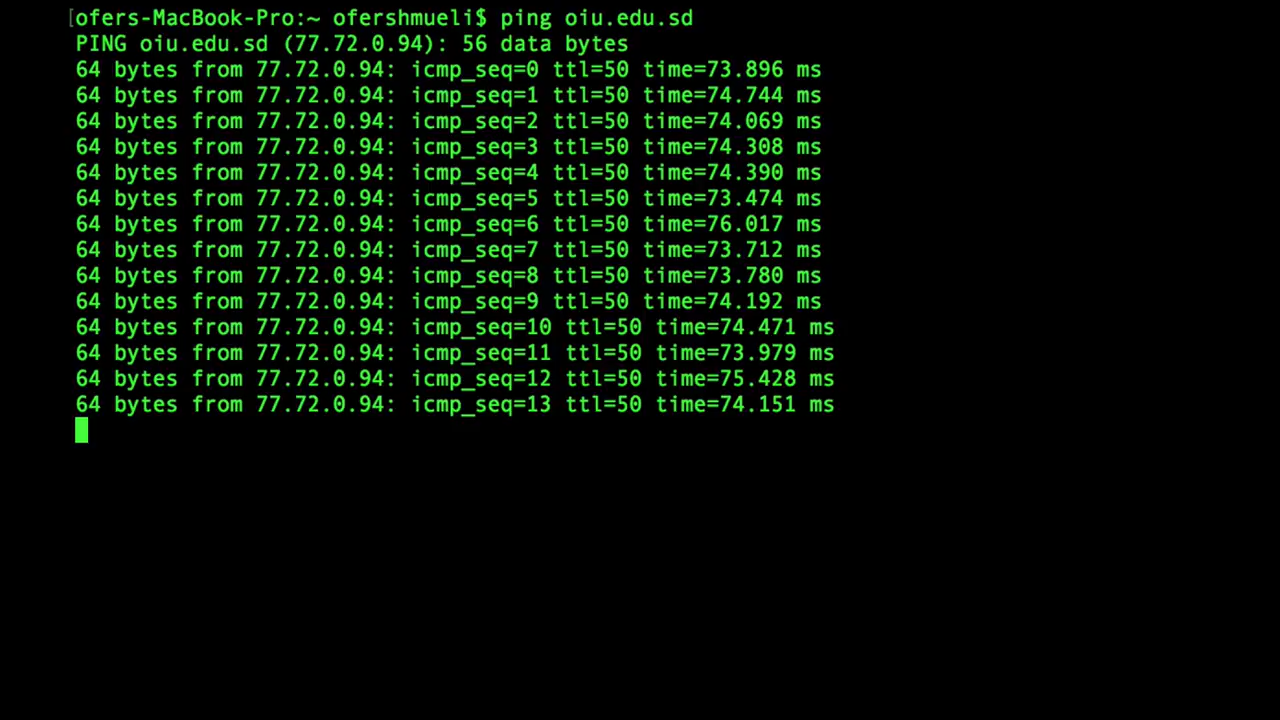 [ofers-MacBook-Pro:~ ofershmueli$ ping oiu.edu.sd
PING oiu.edu.sd (77.72.0.94): 56 data bytes
64 bytes from 77.72.0.94: icmp_seq=0 ttl=50 time=73.896 ms
64 bytes from 77.72.0.94: icmp_seq=1 ttl=50 time=74.744 ms
64 bytes from 77.72.0.94: icmp_seq=2 ttl=50 time=74.069 ms
64 bytes from 77.72.0.94: icmp_seq=3 ttl=50 time=74.308 ms
64 bytes from 77.72.0.94: icmp_seq=4 ttl=50 time=74.390 ms
64 bytes from 77.72.0.94: icmp_seq=5 ttl=50 time=73.474 ms
64 bytes from 77.72.0.94: icmp_seq=6 ttl=50 time=76.017 ms
64 bytes from 77.72.0.94: icmp_seq=7 ttl=50 time=73.712 ms
64 bytes from 77.72.0.94: icmp_seq=8 ttl=50 time=73.780 ms
64 bytes from 77.72.0.94: icmp_seq=9 ttl=50 time=74.192 ms
64 bytes from 77.72.0.94: icmp_seq=10 ttl=50 time=74.471 ms
64 bytes from 77.72.0.94: icmp_seq=11 ttl=50 time=73.979 ms
64 bytes from 77.72.0.94: icmp_seq=12 ttl=50 time=75.428 ms
64 bytes from 77.72.0.94: icmp_seq=13 ttl=50 time=74.151 ms